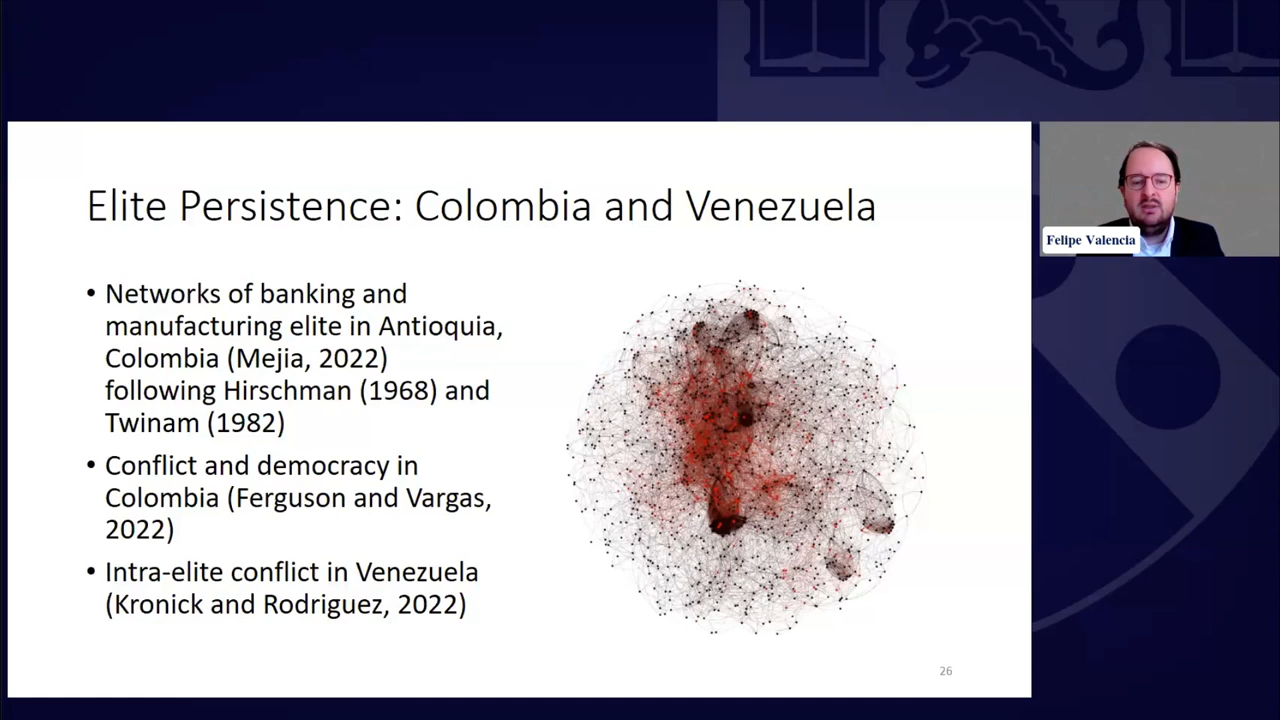 Elite Persistence: Colombia and Venezuela
• Networks of banking and
manufacturing elite in Antioquia,
Colombia (Mejia, 2022)
following Hirschman (1968) and
Twinam (1982)
• Conflict and democracy in
Colombia (Ferguson and Vargas,
2022)
• Intra-elite conflict in Venezuela
(Kronick and Rodriguez, 2022)
26
Felipe Valencia